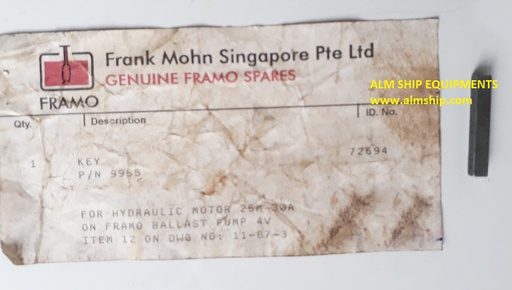 Frank Mohn Singapore Pte Ltd
GENUINE FRAMO SPARES
FRAMO
ALM SHIP EQUIPMENTS
www.almship.com
Qty. Description ID. No.
1 KEY 72694
P/N 9955
FOR HYDRAULIC MOTOR 25M-30A
ON FRAMO BALLAST PUMP 4V
ITEM 12 ON DWG NO: 11-87-3